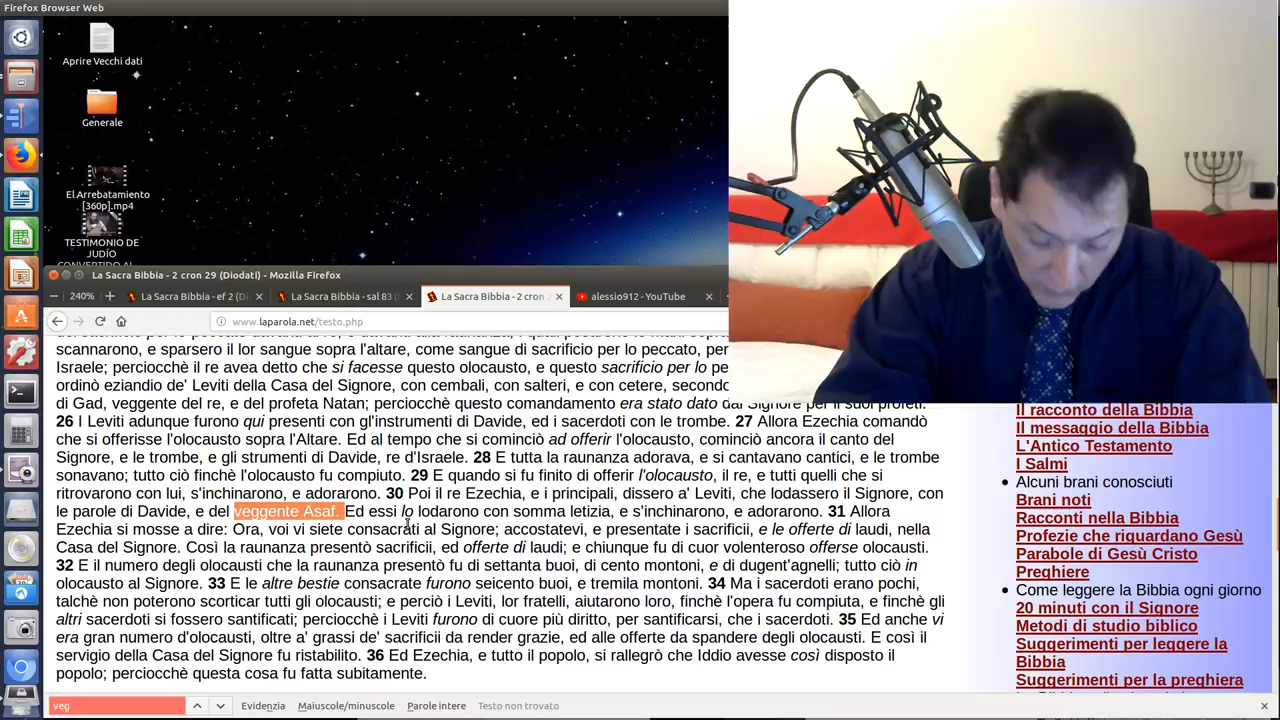 Firefox Browser Web
Aprire Vecchi dati
Generale
El Arrebatamiento
[360p].mp4
TESTIMONIO DE
JUDÍO
La Sacra Bibbia - 2 cron 29 (Diodati) - Mozilla Firefox
240%
La Sacra Bibbia - ef 2 (Di
La Sacra Bibbia - sal 83 (
La Sacra Bibbia - 2 cron
alessio912 - YouTube
www.laparola.net/testo.php
scannarono, e sparsero il lor sangue sopra l'altare, come sangue di sacrificio per lo peccato, per
Israele; perciocchè il re avea detto che si facesse questo olocausto, e questo sacrificio per lo pe
ordinò eziandio de' Leviti della Casa del Signore, con cembali, con salteri, e con cetere, secondo
di Gad, veggente del re, e del profeta Natan; perciocchè questo comandamento era stato dato dal Signore per li suoi profeti.
26 I Leviti adunque furono qui presenti con gl'instrumenti di Davide, ed i sacerdoti con le trombe. 27 Allora Ezechia comandò
che si offerisse l'olocausto sopra l'Altare. Ed al tempo che si cominciò ad offerir l'olocausto, cominciò ancora il canto del
Signore, e le trombe, e gli strumenti di Davide, re d'Israele. 28 E tutta la raunanza adorava, e si cantavano cantici, e le trombe
sonavano; tutto ciò finchè l'olocausto fu compiuto. 29 E quando si fu finito di offerir l'olocausto, il re, e tutti quelli che si
ritrovarono con lui, s'inchinarono, e adorarono. 30 Poi il re Ezechia, e i principali, dissero a' Leviti, che lodassero il Signore, con
le parole di Davide, e del veggente Asaf. Ed essi lo lodarono con somma letizia, e s'inchinarono, e adorarono. 31 Allora
Ezechia si mosse a dire: Ora, voi vi siete consacrati al Signore; accostatevi, e presentate i sacrificii, e le offerte di laudi, nella
Casa del Signore. Così la raunanza presentò sacrificii, ed offerte di laudi; e chiunque fu di cuor volenteroso offerse olocausti.
32 E il numero degli olocausti che la raunanza presentò fu di settanta buoi, di cento montoni, e di dugent'agnelli; tutto ciò in
olocausto al Signore. 33 E le altre bestie consacrate furono seicento buoi, e tremila montoni. 34 Ma i sacerdoti erano pochi,
talchè non poterono scorticar tutti gli olocausti; e perciò i Leviti, lor fratelli, aiutarono loro, finchè l'opera fu compiuta, e finchè gli
altri sacerdoti si fossero santificati; perciocchè i Leviti furono di cuore più diritto, per santificarsi, che i sacerdoti. 35 Ed anche vi
era gran numero d'olocausti, oltre a' grassi de' sacrificii da render grazie, ed alle offerte da spandere degli olocausti. E così il
servigio della Casa del Signore fu ristabilito. 36 Ed Ezechia, e tutto il popolo, si rallegrò che Iddio avesse così disposto il
popolo; perciocchè questa cosa fu fatta subitamente.
Il racconto della Bibbia
Il messaggio della Bibbia
L'Antico Testamento
I Salmi
Alcuni brani conosciuti
Brani noti
Racconti nella Bibbia
Profezie che riguardano Gesù
Parabole di Gesù Cristo
Preghiere
Come leggere la Bibbia ogni giorno
20 minuti con il Signore
Metodi di studio biblico
Suggerimenti per leggere la
Bibbia
Suggerimenti per la preghiera
veg
Evidenzia
Maiuscole/minuscole
Parole intere
Testo non trovato